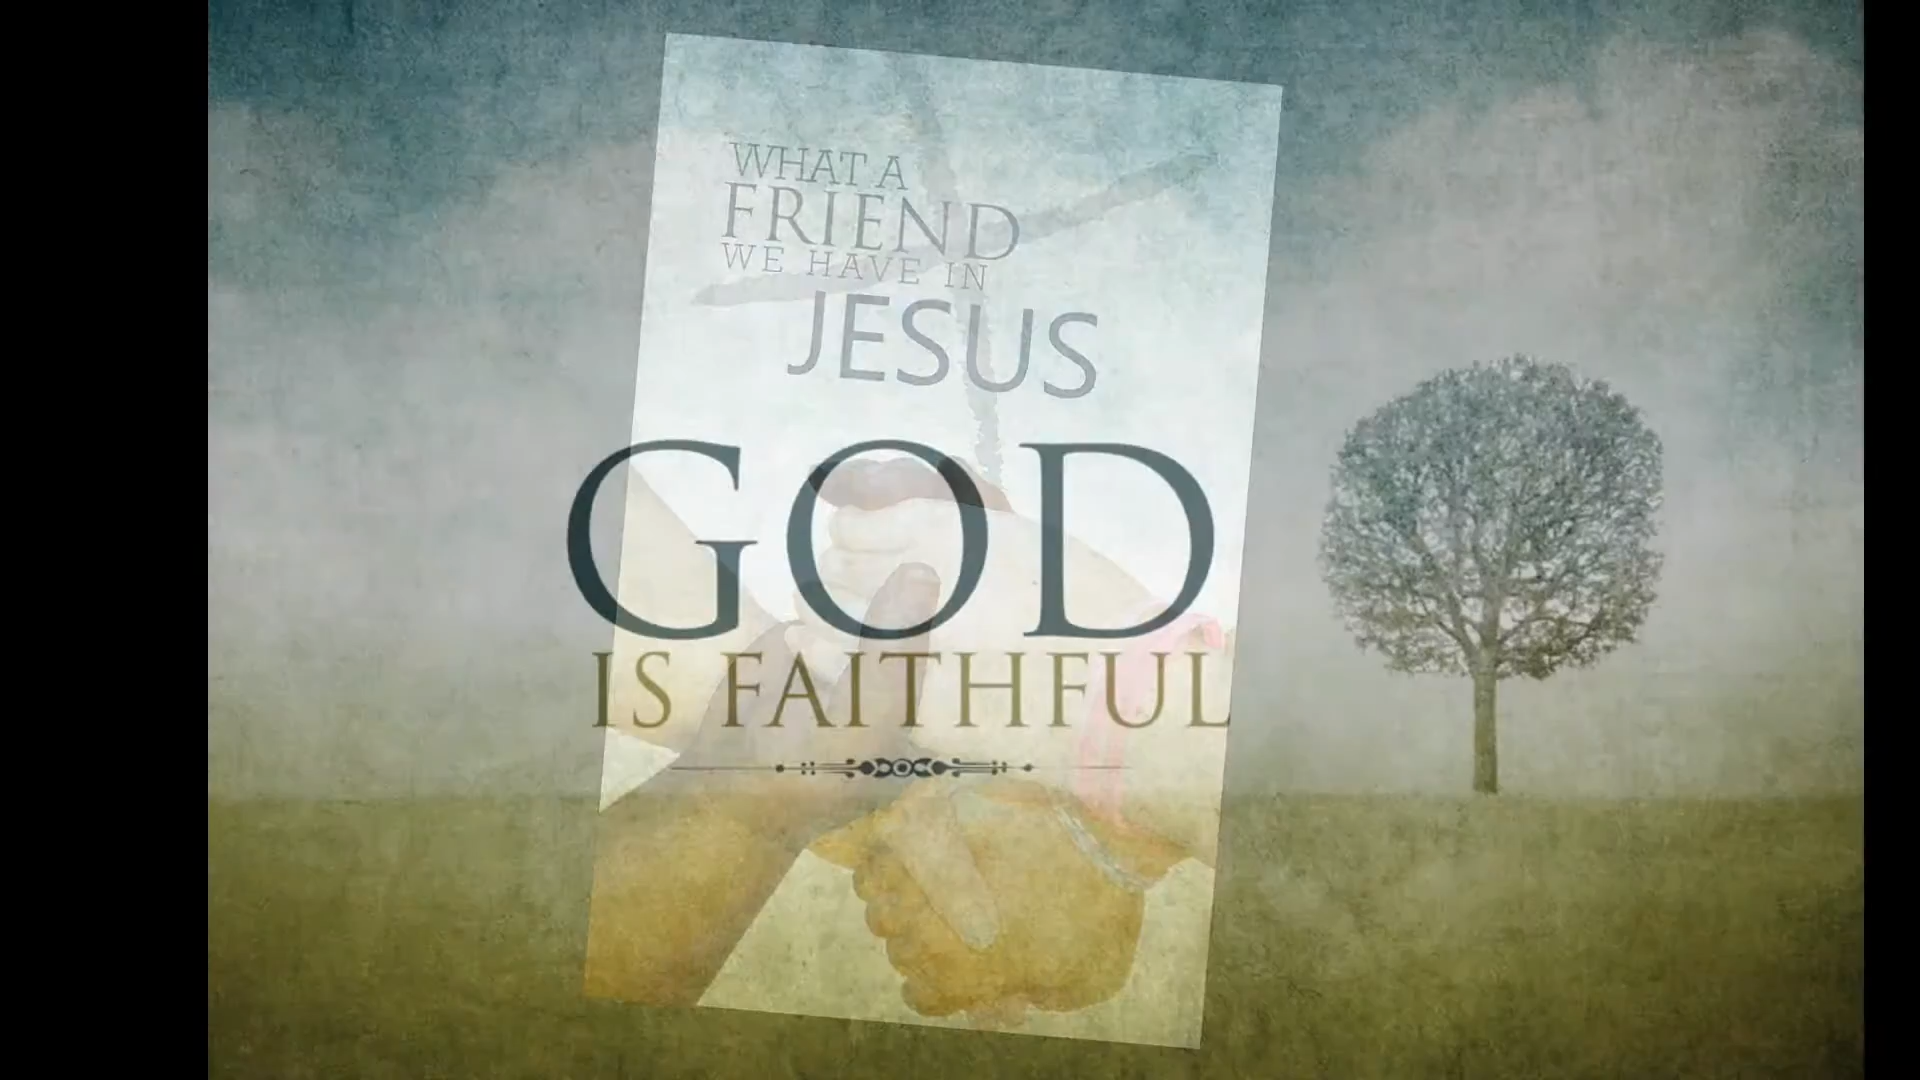 WHAT A
FRIEND
WE HAVE IN
JESUS
GOD
IS FAITHFUL